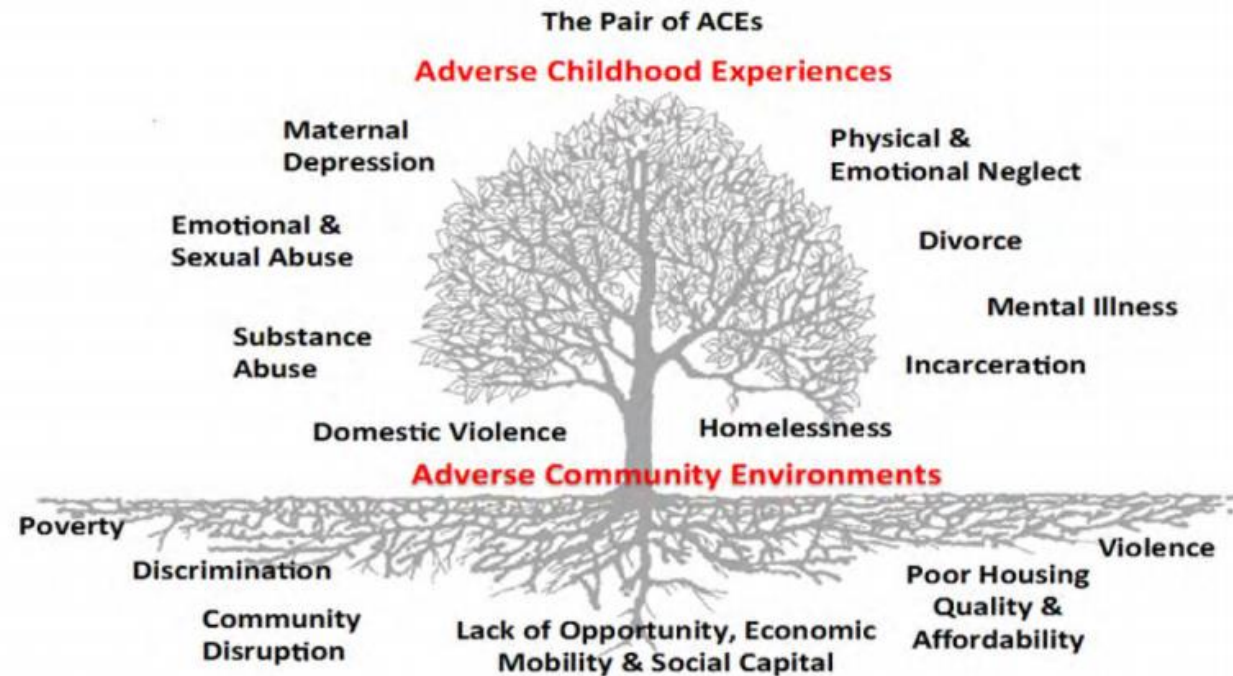 The Pair of ACEs
Adverse Childhood Experiences
Maternal
Depression
Physical &
Emotional Neglect
Emotional &
Sexual Abuse
Divorce
Mental Illness
Substance
Abuse
Incarceration
Domestic Violence
Homelessness
Adverse Community Environments
Poverty
Violence
Discrimination
Poor Housing
Quality &
Affordability
Community
Disruption
Lack of Opportunity, Economic
Mobility & Social Capital